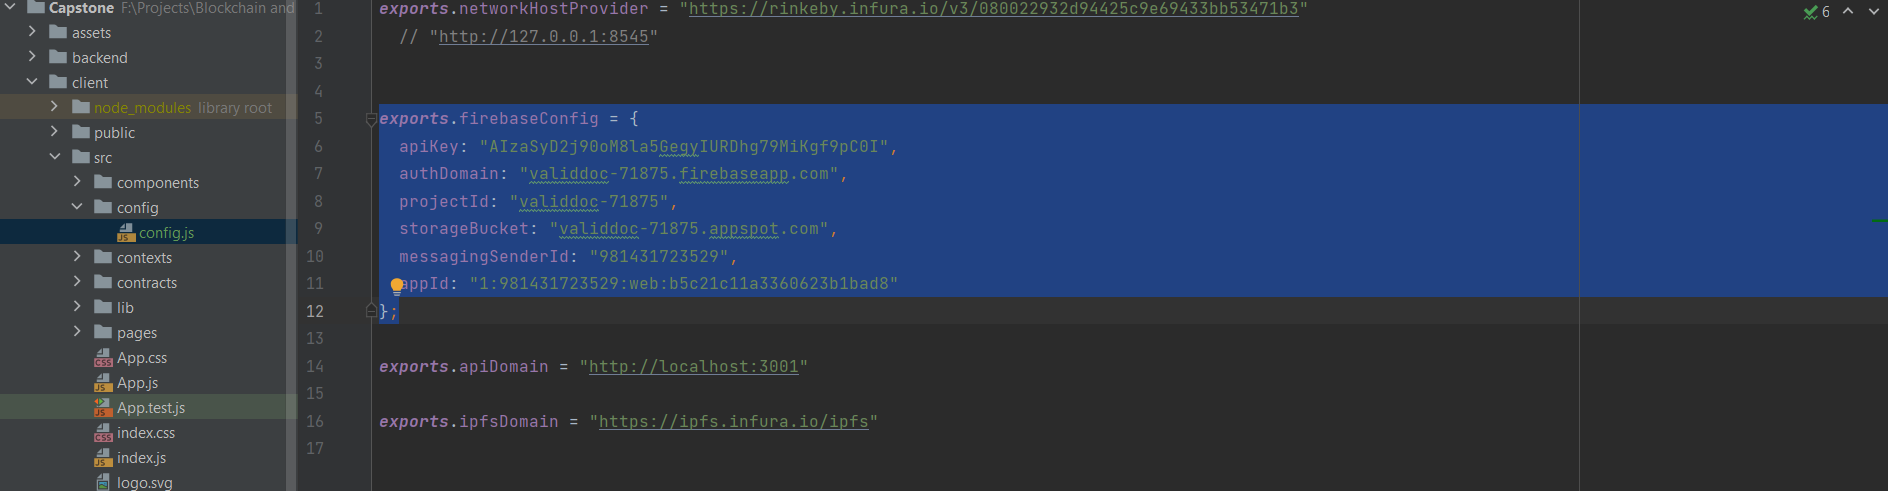 Capstone F:\Projects\Blockchain and
assets
backend
client
node_modules library root
public
src
components
config
config.js
contexts
contracts
lib
pages
App.css
App.js
App.test.js
index.css
index.js
logo.svg
6
1 exports.networkHostProvider = "https://rinkeby.infura.io/v3/080022932d94425c9e69433bb53471b3"
2 // "http://127.0.0.1:8545"
3
4
5 exports.firebaseConfig = {
6 apiKey: "AIzaSyD2j90oM8la5GegyIURDhg79MiKgf9pC0I",
7 authDomain: "validdoc-71875.firebaseapp.com",
8 projectId: "validdoc-71875",
9 storageBucket: "validdoc-71875.appspot.com",
10 messagingSenderId: "981431723529",
11 appId: "1:981431723529:web:b5c21c11a3360623b1bad8"
12 };
13
14 exports.apiDomain = "http://localhost:3001"
15
16 exports.ipfsDomain = "https://ipfs.infura.io/ipfs"
17